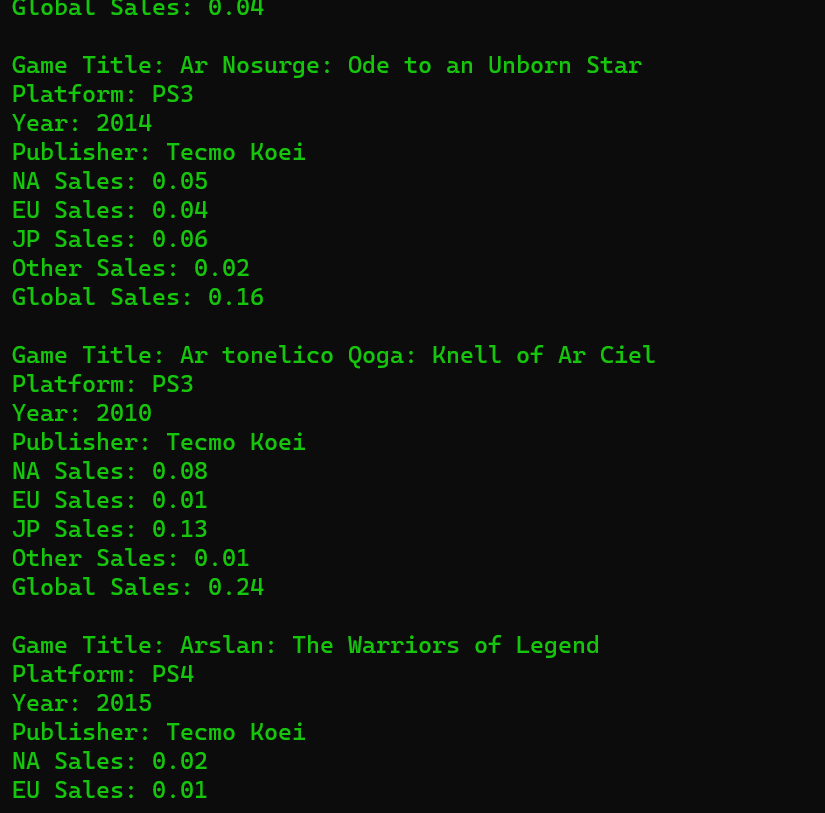 Global Sales: 0.04
Game Title: Ar Nosurge: Ode to an Unborn Star
Platform: PS3
Year: 2014
Publisher: Tecmo Koei
NA Sales: 0.05
EU Sales: 0.04
JP Sales: 0.06
Other Sales: 0.02
Global Sales: 0.16
Game Title: Ar tonelico Qoga: Knell of Ar Ciel
Platform: PS3
Year: 2010
Publisher: Tecmo Koei
NA Sales: 0.08
EU Sales: 0.01
JP Sales: 0.13
Other Sales: 0.01
Global Sales: 0.24
Game Title: Arslan: The Warriors of Legend
Platform: PS4
Year: 2015
Publisher: Tecmo Koei
NA Sales: 0.02
EU Sales: 0.01